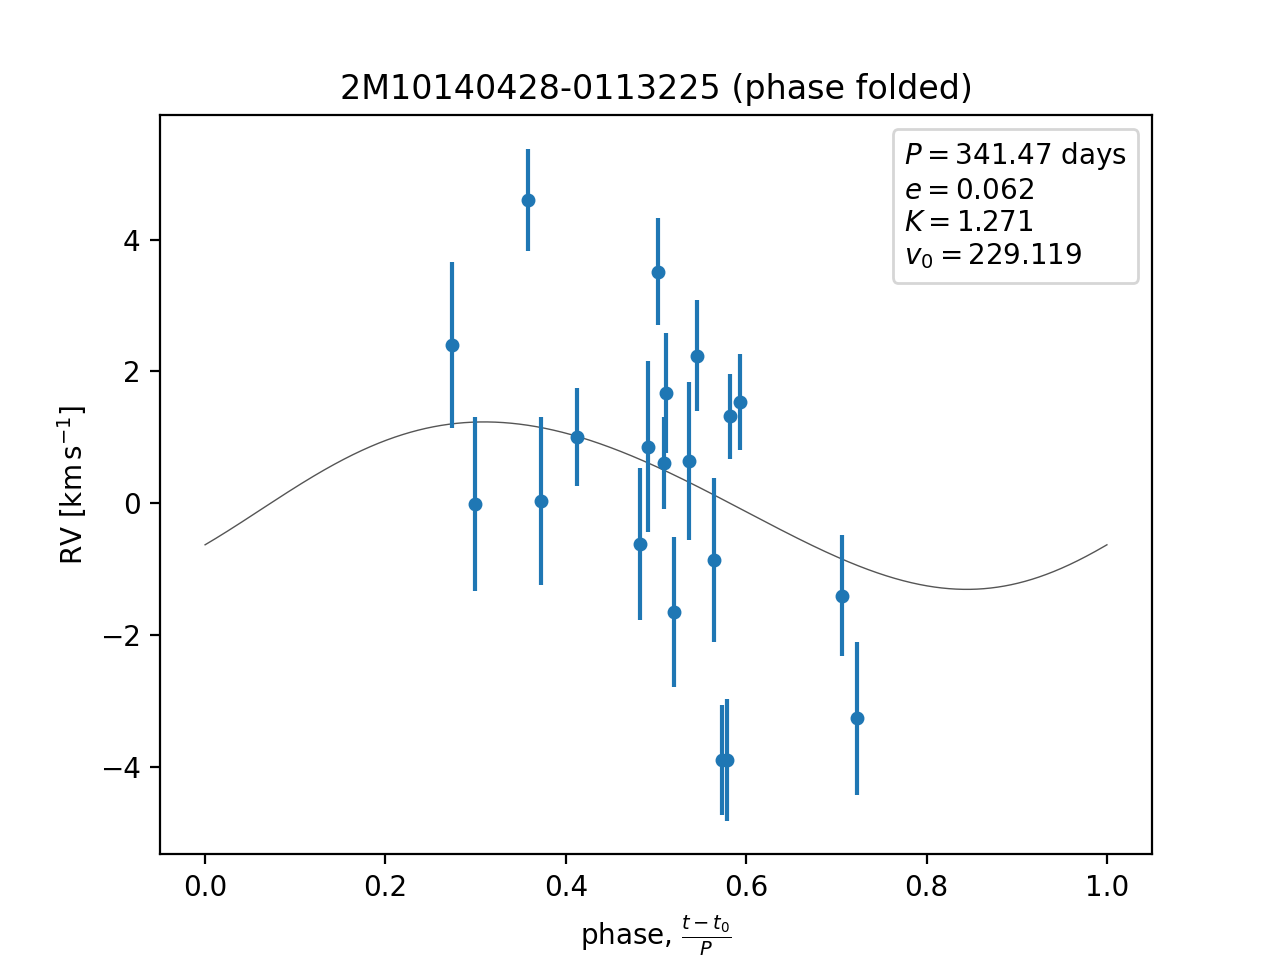 2M10140428-0113225 (phase folded)
P = 341.47 days
e = 0.062
K = 1.271
v₀ = 229.119
4
2
0
−2
−4
RV [km s⁻¹]
0.0 0.2 0.4 0.6 0.8 1.0
phase, (t − t₀)/P